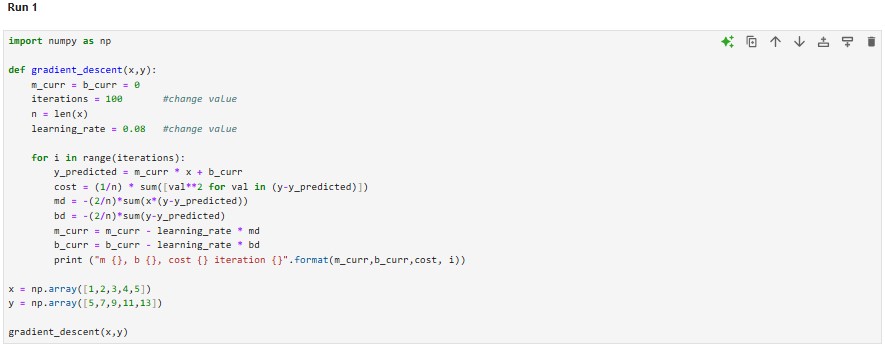 Run 1
import numpy as np
def gradient_descent(x,y):
    m_curr = b_curr = 0
    iterations = 100       #change value
    n = len(x)
    learning_rate = 0.08   #change value
    for i in range(iterations):
        y_predicted = m_curr * x + b_curr
        cost = (1/n) * sum([val**2 for val in (y-y_predicted)])
        md = -(2/n)*sum(x*(y-y_predicted))
        bd = -(2/n)*sum(y-y_predicted)
        m_curr = m_curr - learning_rate * md
        b_curr = b_curr - learning_rate * bd
        print ("m {}, b {}, cost {} iteration {}".format(m_curr,b_curr,cost, i))
x = np.array([1,2,3,4,5])
y = np.array([5,7,9,11,13])
gradient_descent(x,y)